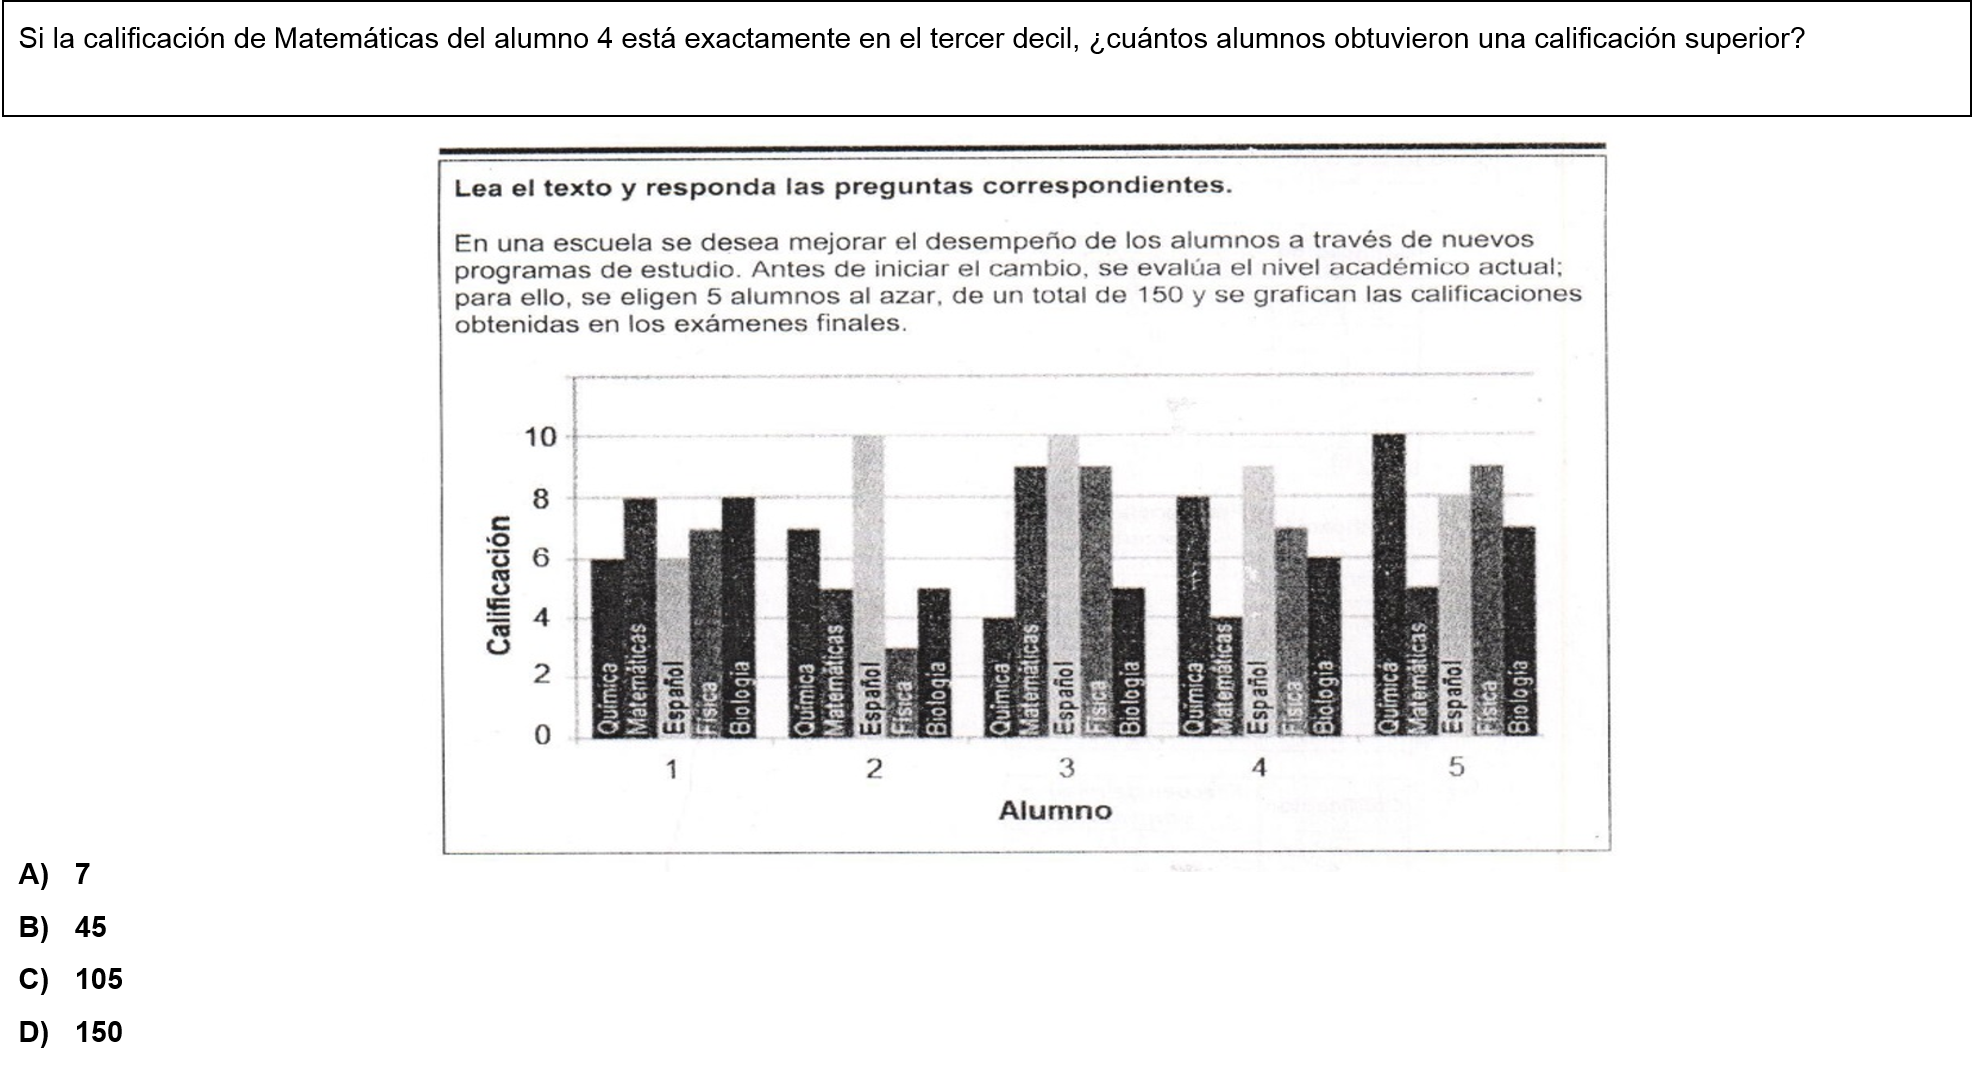 Si la calificación de Matemáticas del alumno 4 está exactamente en el tercer decil, ¿cuántos alumnos obtuvieron una calificación superior?
Lea el texto y responda las preguntas correspondientes.
En una escuela se desea mejorar el desempeño de los alumnos a través de nuevos
programas de estudio. Antes de iniciar el cambio, se evalúa el nivel académico actual;
para ello, se eligen 5 alumnos al azar, de un total de 150 y se grafican las calificaciones
obtenidas en los exámenes finales.
Calificación
10
8
6
4
2
0
Química
Matemáticas
Español
Física
Biología
Química
Matemáticas
Español
Física
Biología
Química
Matemáticas
Español
Física
Biología
Química
Matemáticas
Español
Física
Biología
Química
Matemáticas
Español
Física
Biología
1 2 3 4 5
Alumno
A) 7
B) 45
C) 105
D) 150